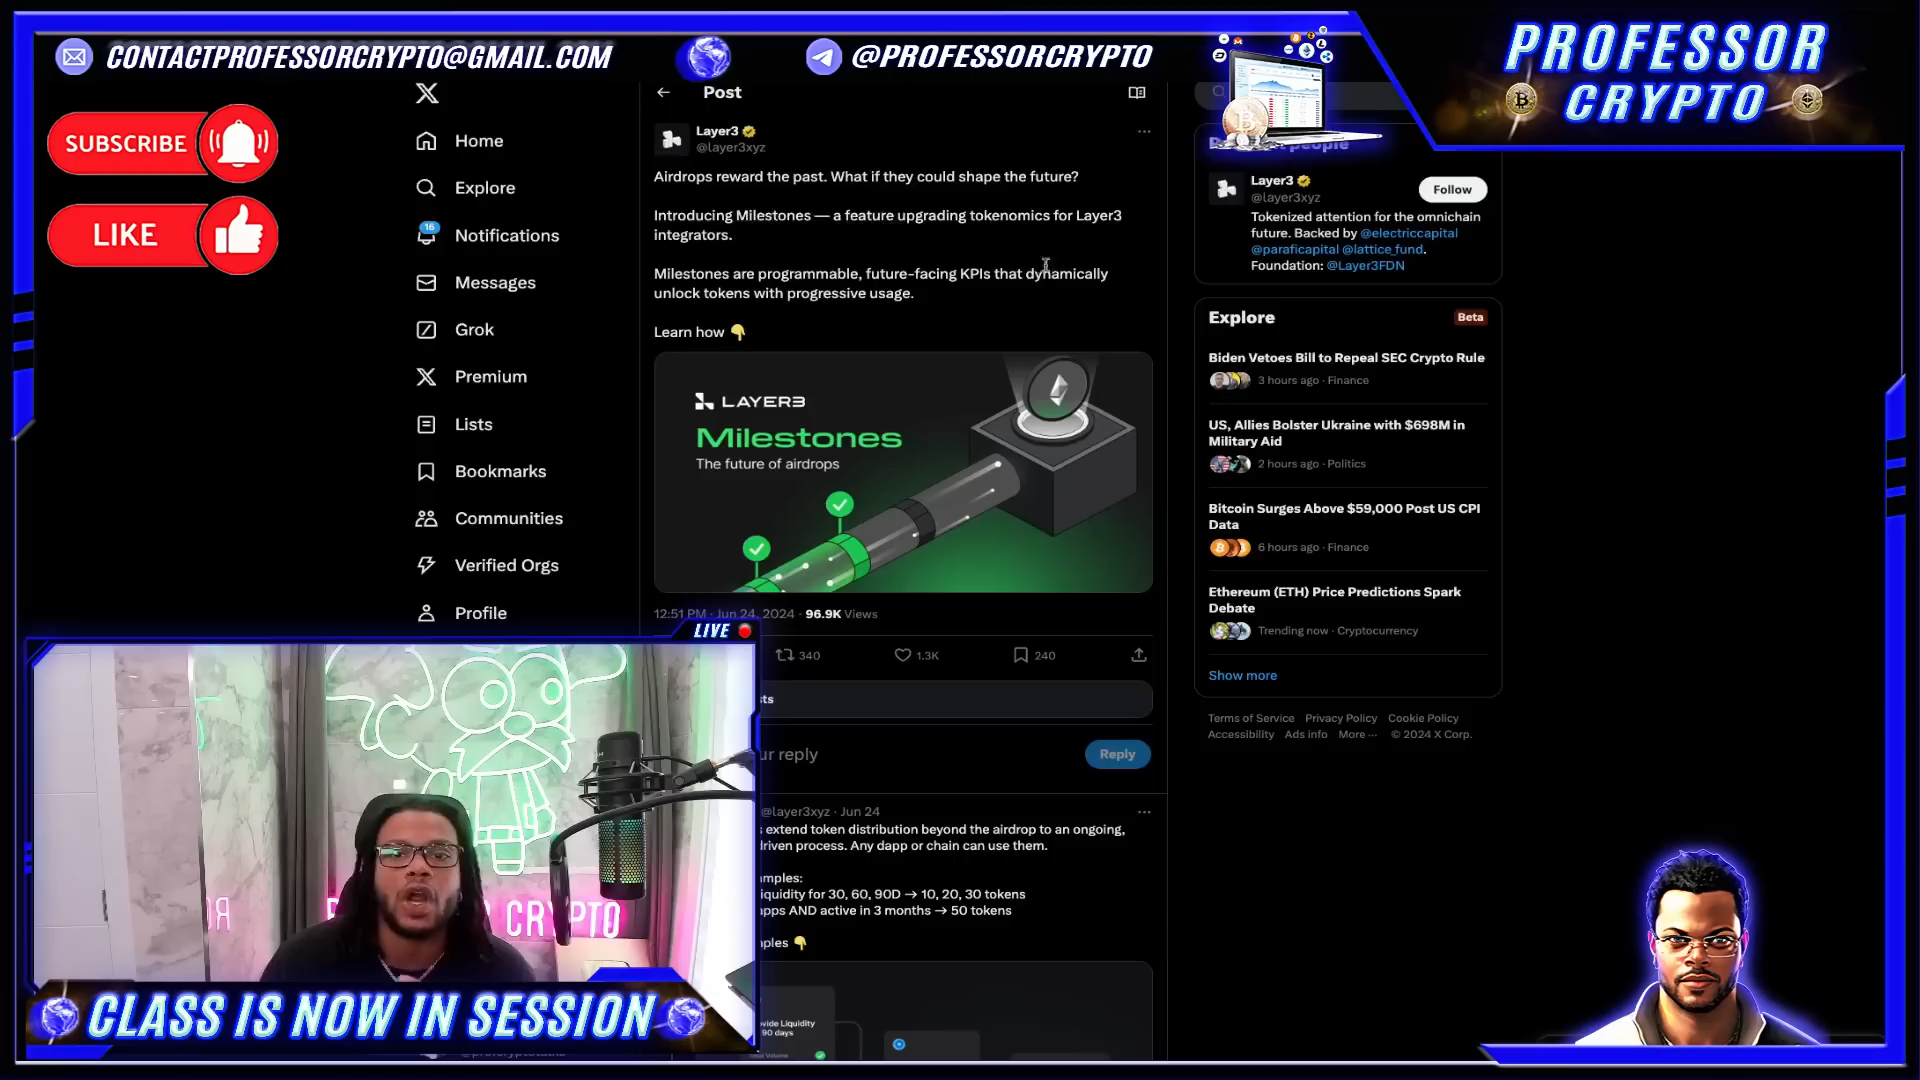 CONTACTPROFESSORCRYPTO@GMAIL.COM
@PROFESSORCRYPTO
PROFESSOR
CRYPTO
SUBSCRIBE
LIKE
Home
Explore
16
Notifications
Messages
Grok
Premium
Lists
Bookmarks
Communities
Verified Orgs
Profile
Post
Layer3
@layer3xyz
Airdrops reward the past. What if they could shape the future?
Introducing Milestones — a feature upgrading tokenomics for Layer3
integrators.
Milestones are programmable, future-facing KPIs that dynamically
unlock tokens with progressive usage.
Learn how 👇
LAYER3
Milestones
The future of airdrops
12:51 PM · Jun 24, 2024 · 96.9K Views
340
1.3K
240
ur reply
Reply
@layer3xyz · Jun 24
extend token distribution beyond the airdrop to an ongoing,
driven process. Any dapp or chain can use them.
mples:
iquidity for 30, 60, 90D → 10, 20, 30 tokens
apps AND active in 3 months → 50 tokens
ples 👇
vide Liquidity
90 days
people
Layer3
@layer3xyz
Follow
Tokenized attention for the omnichain
future. Backed by @electriccapital
@paraficapital @lattice_fund.
Foundation: @Layer3FDN
Explore
Beta
Biden Vetoes Bill to Repeal SEC Crypto Rule
3 hours ago · Finance
US, Allies Bolster Ukraine with $698M in
Military Aid
2 hours ago · Politics
Bitcoin Surges Above $59,000 Post US CPI
Data
6 hours ago · Finance
Ethereum (ETH) Price Predictions Spark
Debate
Trending now · Cryptocurrency
Show more
Terms of Service Privacy Policy Cookie Policy
Accessibility Ads info More ··· © 2024 X Corp.
LIVE
CRYPTO
CLASS IS NOW IN SESSION